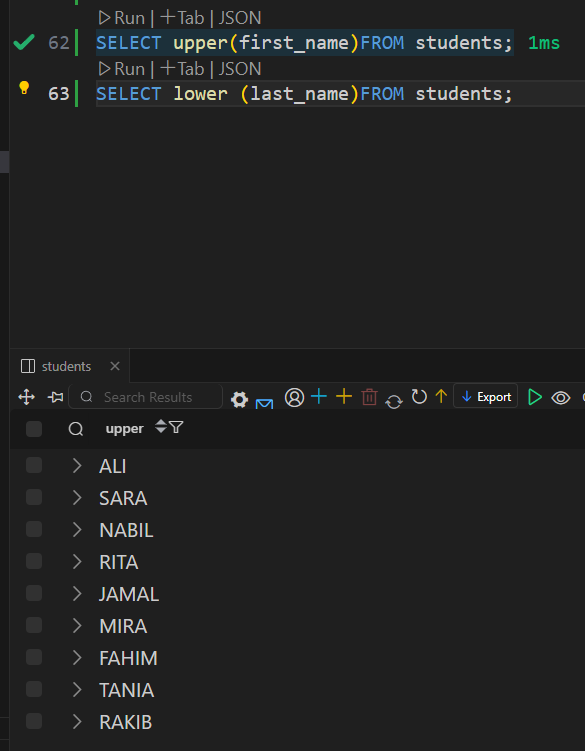 Run | Tab | JSON
62 SELECT upper(first_name)FROM students; 1ms
Run | Tab | JSON
63 SELECT lower (last_name)FROM students;
students
Search Results Export
upper
ALI
SARA
NABIL
RITA
JAMAL
MIRA
FAHIM
TANIA
RAKIB